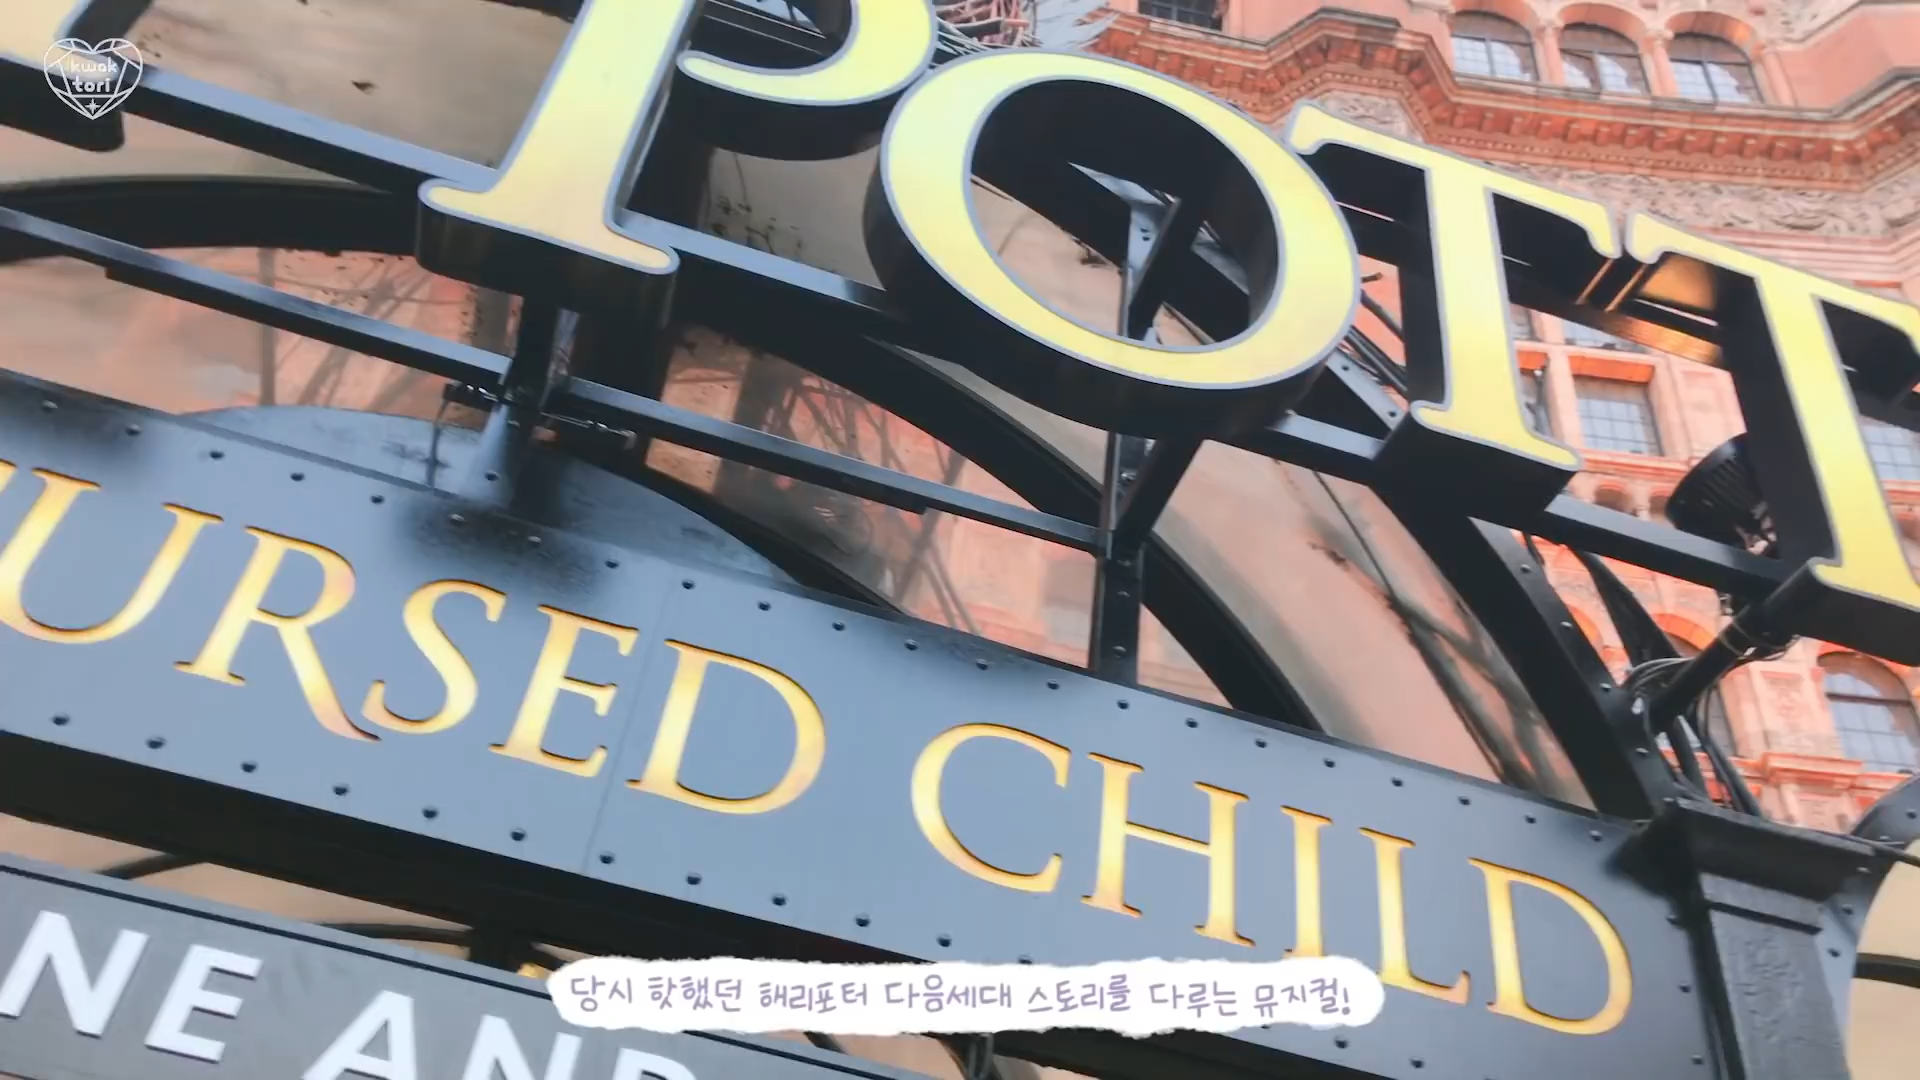 kwak
tori
POTT
URSED CHILD
NE AND
당시 핫했던 해리포터 다음세대 스토리를 다루는 뮤지컬!